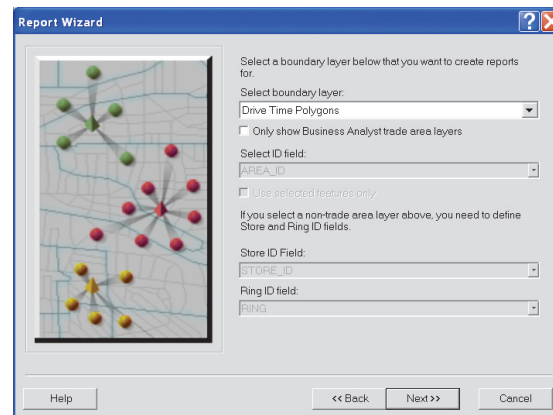 Report Wizard
Select a boundary layer below that you want to create reports
for.
Select boundary layer:
Drive Time Polygons
Only show Business Analyst trade area layers
Select ID field:
AREA_ID
Use selected features only
If you select a non-trade area layer above, you need to define
Store and Ring ID fields.
Store ID Field:
STORE_ID
Ring ID field:
RING
Help
<< Back
Next >>
Cancel